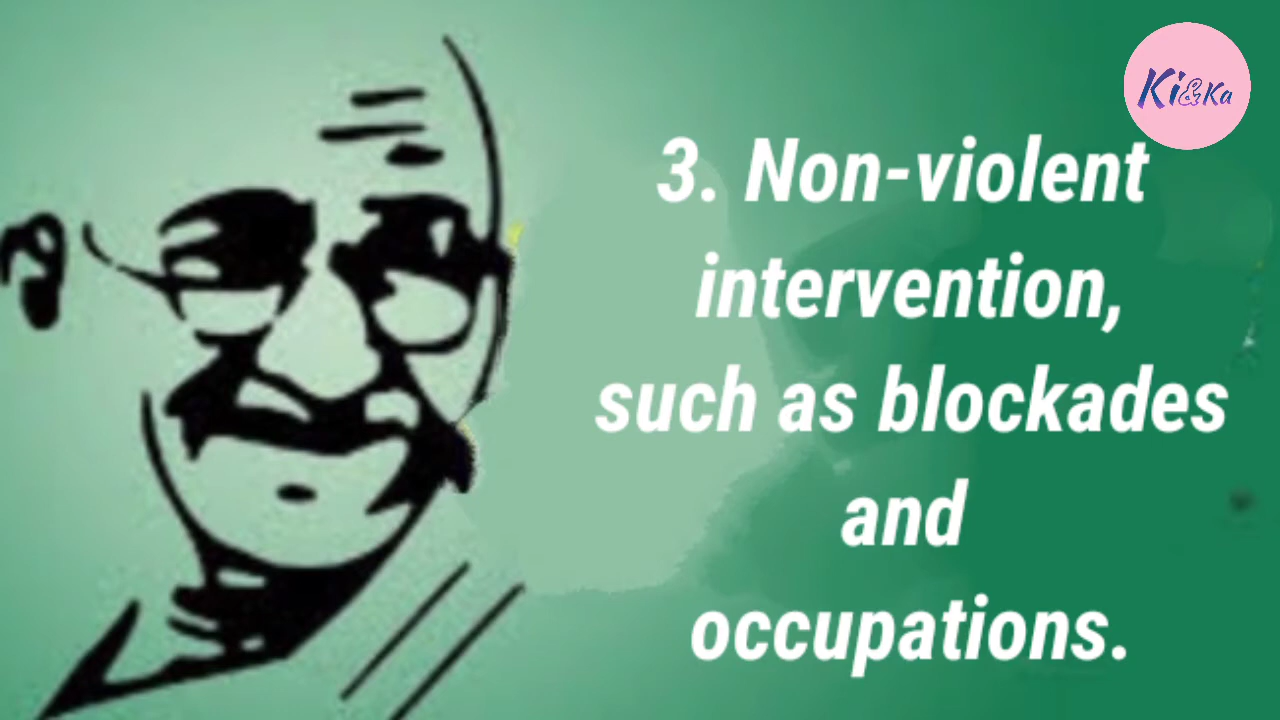 Ki&Ka
3. Non-violent
intervention,
such as blockades
and
occupations.